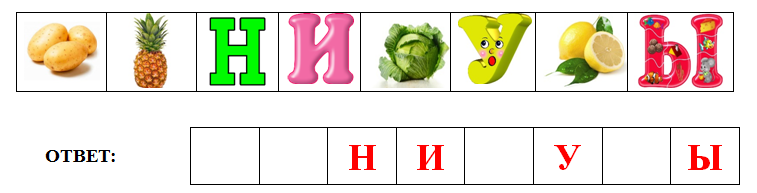 Н И У Ы
ОТВЕТ: Н И У Ы